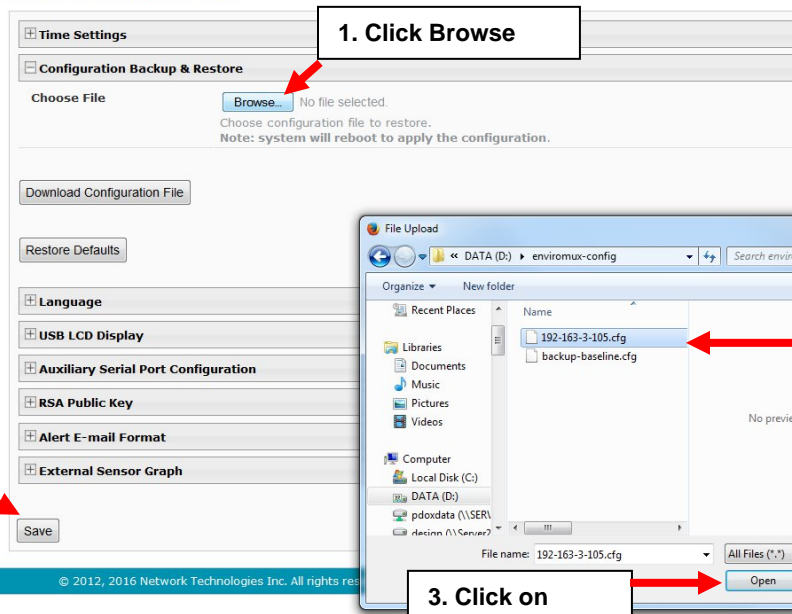 1. Click Browse
Time Settings
Configuration Backup & Restore
Choose File
Browse... No file selected.
Choose configuration file to restore.
Note: system will reboot to apply the configuration.
Download Configuration File
Restore Defaults
Language
USB LCD Display
Auxiliary Serial Port Configuration
RSA Public Key
Alert E-mail Format
External Sensor Graph
Save
© 2012, 2016 Network Technologies Inc. All rights
File Upload
« DATA (D:) ▸ enviromux-config
Search
Organize New folder
Recent Places
Libraries
Documents
Music
Pictures
Videos
Computer
Local Disk (C:)
DATA (D:)
pdoxdata
design
Name
192-163-3-105.cfg
backup-baseline.cfg
No
File name: 192-163-3-105.cfg
All Files (*.*)
Open
3. Click on